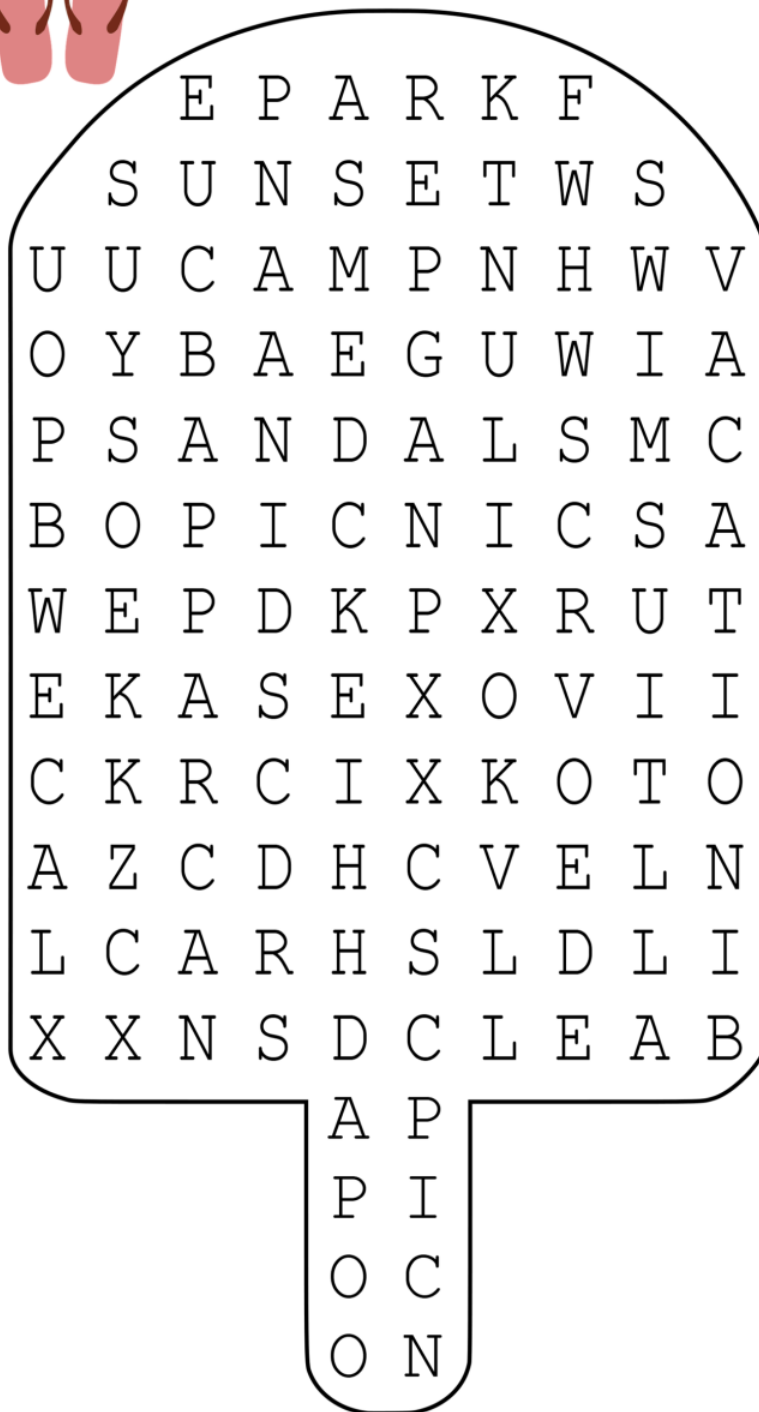 E P A R K F
S U N S E T W S
U U C A M P N H W V
O Y B A E G U W I A
P S A N D A L S M C
B O P I C N I C S A
W E P D K P X R U T
E K A S E X O V I I
C K R C I X K O T O
A Z C D H C V E L N
L C A R H S L D L I
X X N S D C L E A B
A P
P I
O C
O N